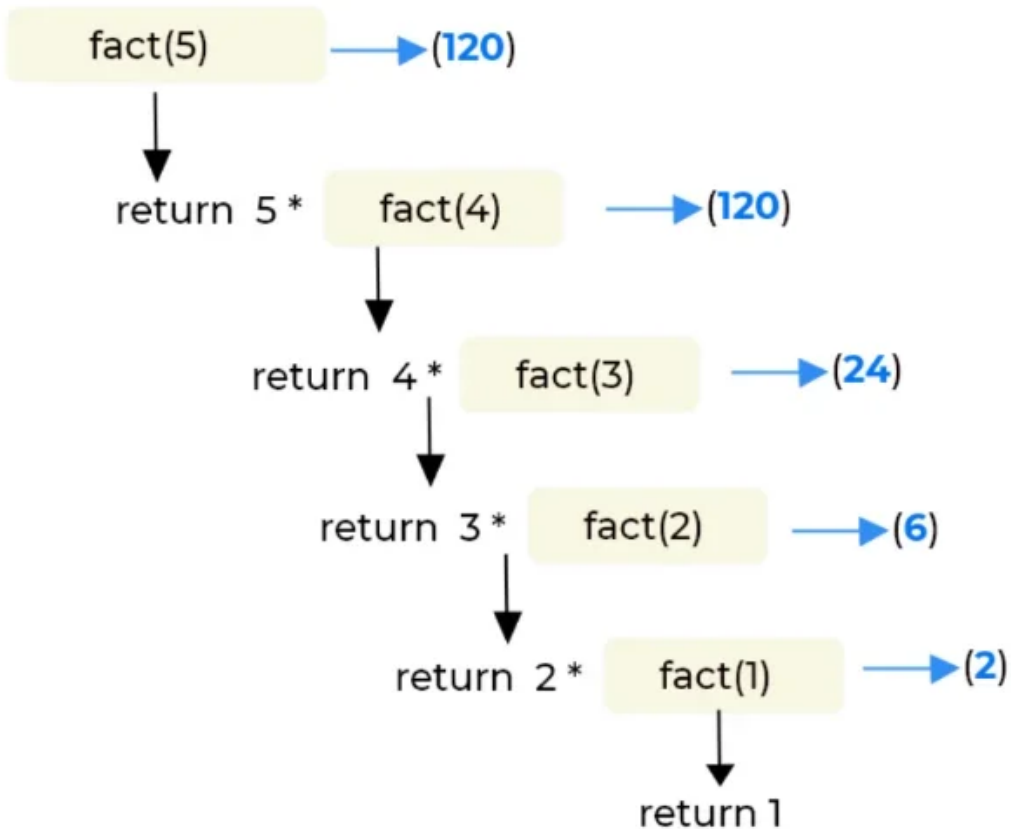 fact(5) (120)
return 5 * fact(4) (120)
return 4 * fact(3) (24)
return 3 * fact(2) (6)
return 2 * fact(1) (2)
return 1